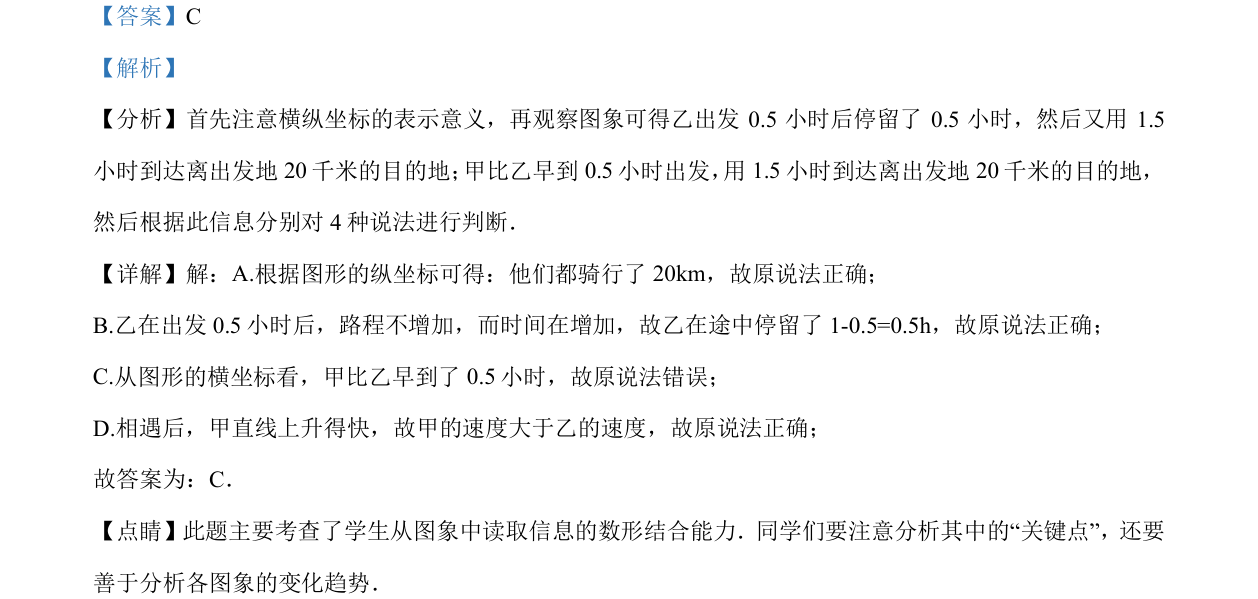 【答案】C
【解析】
【分析】首先注意横纵坐标的表示意义，再观察图象可得乙出发 0.5 小时后停留了 0.5 小时，然后又用 1.5
小时到达离出发地 20 千米的目的地；甲比乙早到 0.5 小时出发，用 1.5 小时到达离出发地 20 千米的目的地，
然后根据此信息分别对 4 种说法进行判断．
【详解】解：A.根据图形的纵坐标可得：他们都骑行了 20km，故原说法正确；
B.乙在出发 0.5 小时后，路程不增加，而时间在增加，故乙在途中停留了 1-0.5=0.5h，故原说法正确；
C.从图形的横坐标看，甲比乙早到了 0.5 小时，故原说法错误；
D.相遇后，甲直线上升得快，故甲的速度大于乙的速度，故原说法正确；
故答案为：C．
【点睛】此题主要考查了学生从图象中读取信息的数形结合能力．同学们要注意分析其中的“关键点”，还要
善于分析各图象的变化趋势．